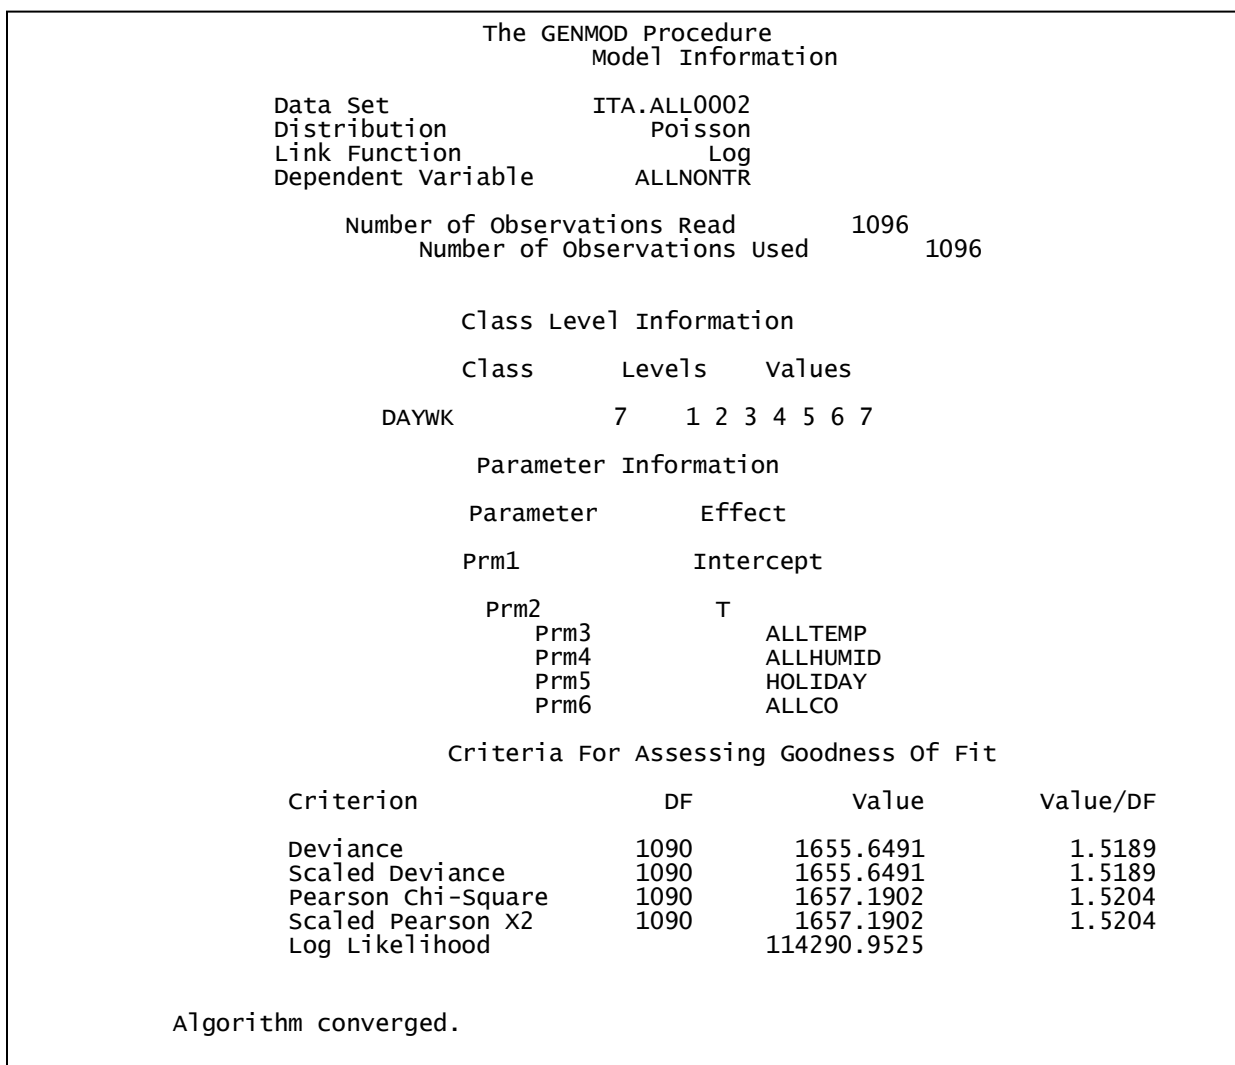 The GENMOD Procedure
Model Information
Data Set ITA.ALL0002
Distribution Poisson
Link Function Log
Dependent Variable ALLNONTR
Number of Observations Read 1096
Number of Observations Used 1096
Class Level Information
Class Levels Values
DAYWK 7 1 2 3 4 5 6 7
Parameter Information
Parameter Effect
Prm1 Intercept
Prm2 T
Prm3 ALLTEMP
Prm4 ALLHUMID
Prm5 HOLIDAY
Prm6 ALLCO
Criteria For Assessing Goodness Of Fit
Criterion DF Value Value/DF
Deviance 1090 1655.6491 1.5189
Scaled Deviance 1090 1655.6491 1.5189
Pearson Chi-Square 1090 1657.1902 1.5204
Scaled Pearson X2 1090 1657.1902 1.5204
Log Likelihood 114290.9525
Algorithm converged.